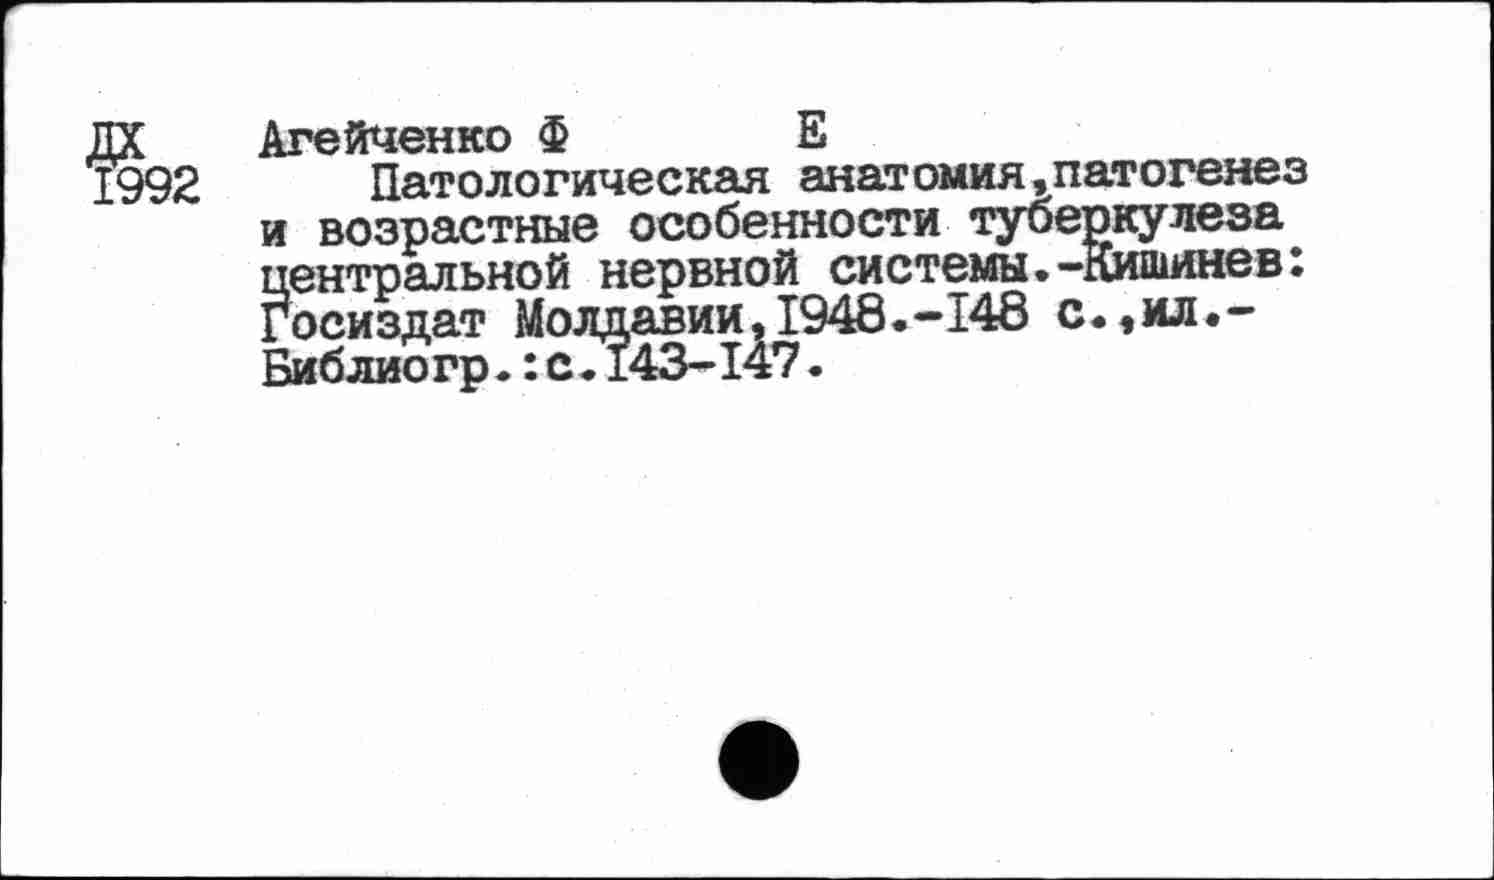 ДХ Агейченко Ф Е
1992 Патологическая анатомия,патогенез
и возрастные особенности туберкулеза
центральной нервной системы.-Кишинев:
Госиздат Молдавии,1948.-148 с.,ил.-
Библиогр.:с.143-147.